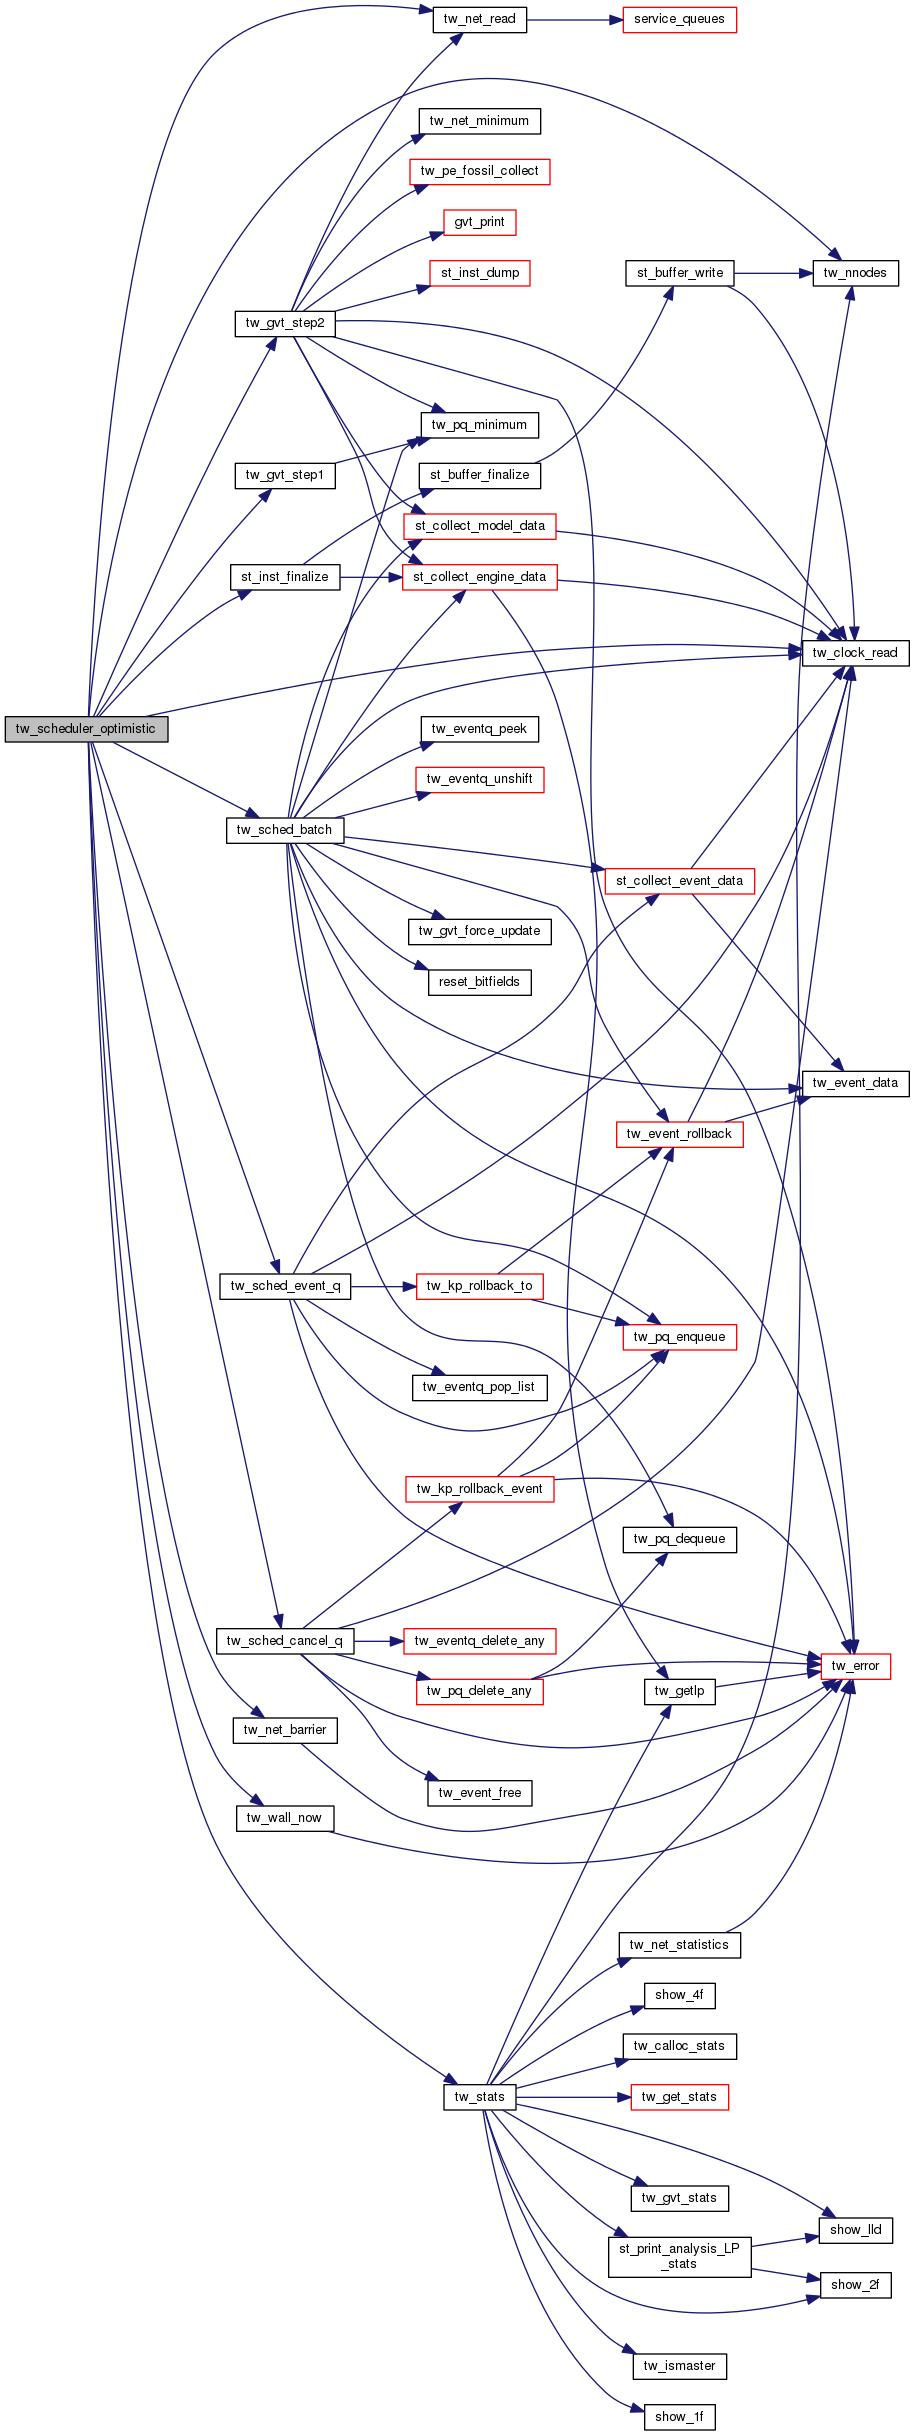 tw_net_read
service_queues
tw_net_minimum
tw_pe_fossil_collect
gvt_print
st_inst_dump
st_buffer_write
tw_nnodes
tw_gvt_step2
tw_pq_minimum
tw_gvt_step1
st_buffer_finalize
st_collect_model_data
st_inst_finalize
st_collect_engine_data
tw_clock_read
tw_scheduler_optimistic
tw_eventq_peek
tw_eventq_unshift
tw_sched_batch
st_collect_event_data
tw_gvt_force_update
reset_bitfields
tw_event_data
tw_event_rollback
tw_sched_event_q
tw_kp_rollback_to
tw_pq_enqueue
tw_eventq_pop_list
tw_kp_rollback_event
tw_pq_dequeue
tw_sched_cancel_q
tw_eventq_delete_any
tw_error
tw_pq_delete_any
tw_getlp
tw_net_barrier
tw_event_free
tw_wall_now
tw_net_statistics
show_4f
tw_calloc_stats
tw_stats
tw_get_stats
tw_gvt_stats
show_lld
st_print_analysis_LP
_stats
show_2f
tw_ismaster
show_1f